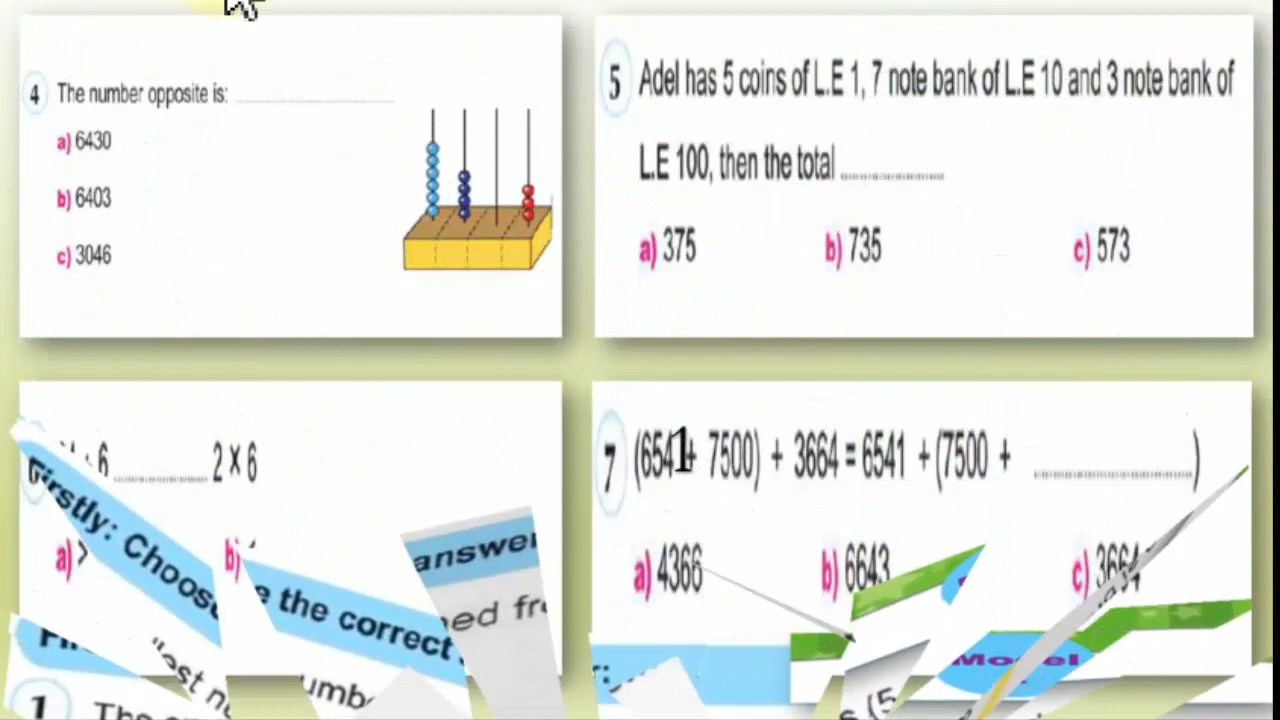 4 The number opposite is:
a) 6430
b) 6403
c) 3046
5 Adel has 5 coins of L.E 1, 7 note bank of L.E 10 and 3 note bank of
L.E 100, then the total
a) 375 b) 735 c) 573
6 2 × 6
a) > b)
7 (6541 + 7500) + 3664 = 6541 + (7500 + )
a) 4366 b) 6643 c) 3664
Firstly: Choose the correct answer
Model
1